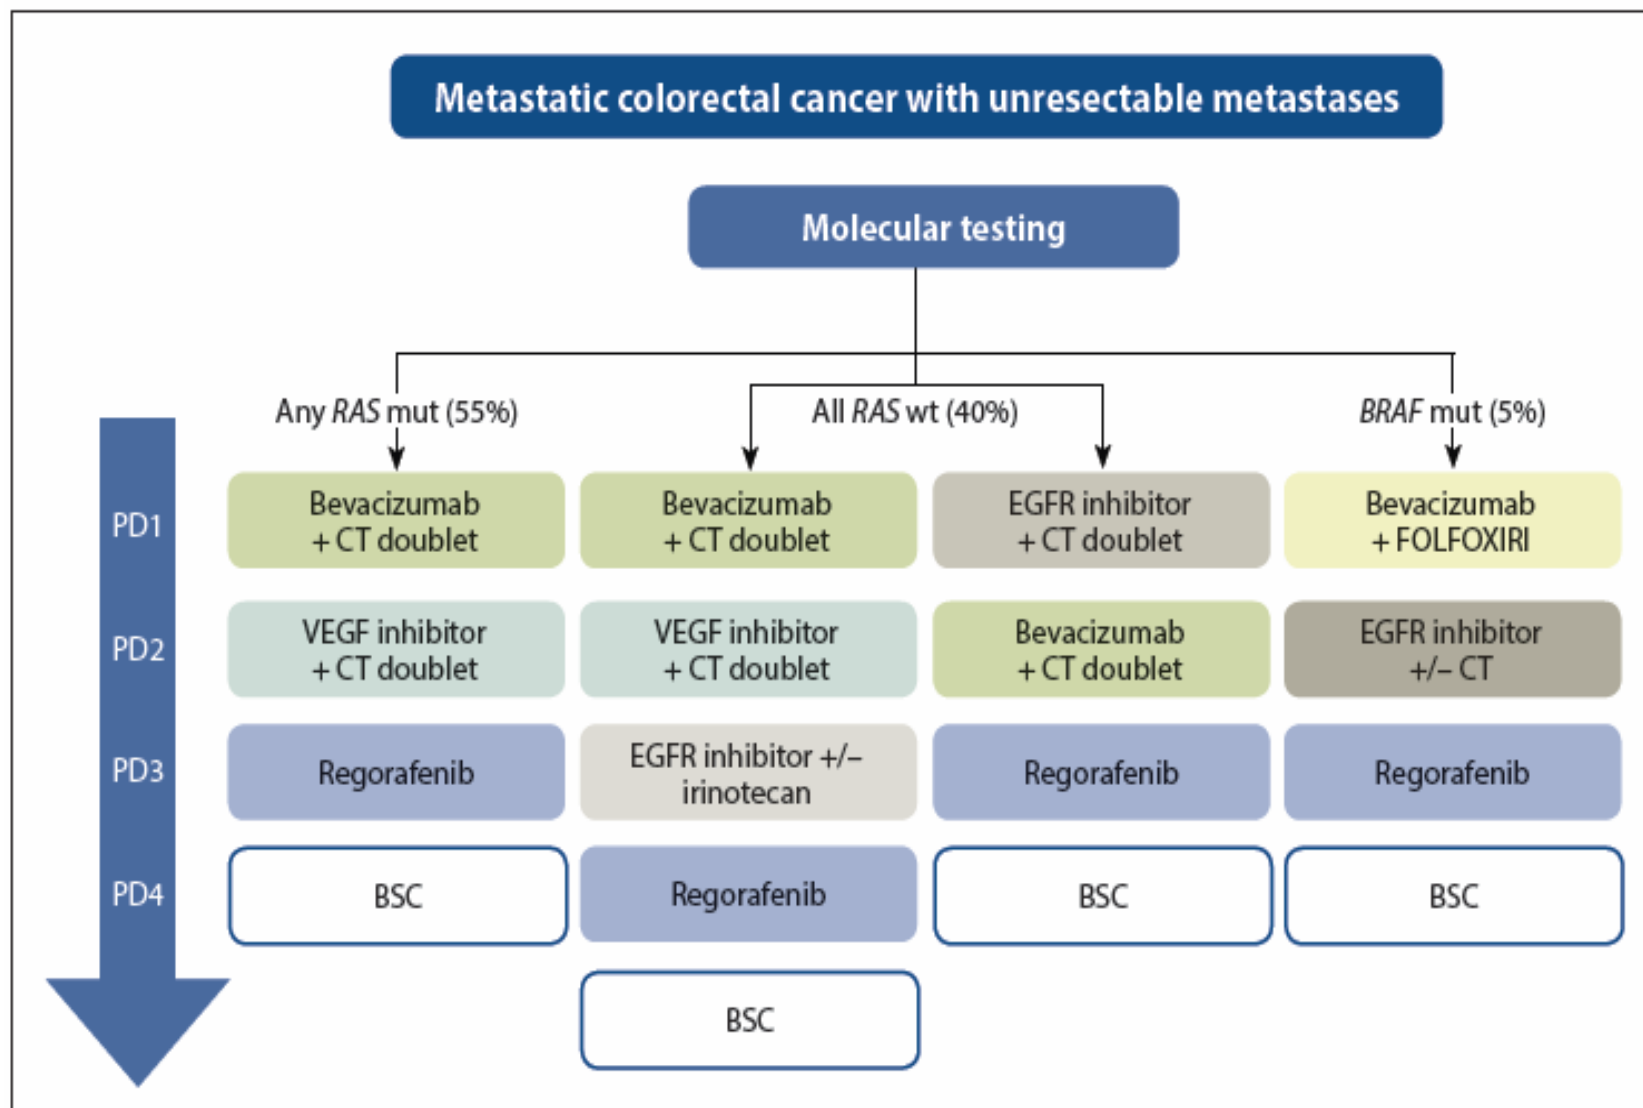 Metastatic colorectal cancer with unresectable metastases
Molecular testing
Any RAS mut (55%)
All RAS wt (40%)
BRAF mut (5%)
PD1
Bevacizumab
+ CT doublet
Bevacizumab
+ CT doublet
EGFR inhibitor
+ CT doublet
Bevacizumab
+ FOLFOXIRI
PD2
VEGF inhibitor
+ CT doublet
VEGF inhibitor
+ CT doublet
Bevacizumab
+ CT doublet
EGFR inhibitor
+/– CT
PD3
Regorafenib
EGFR inhibitor +/–
irinotecan
Regorafenib
Regorafenib
PD4
BSC
Regorafenib
BSC
BSC
BSC